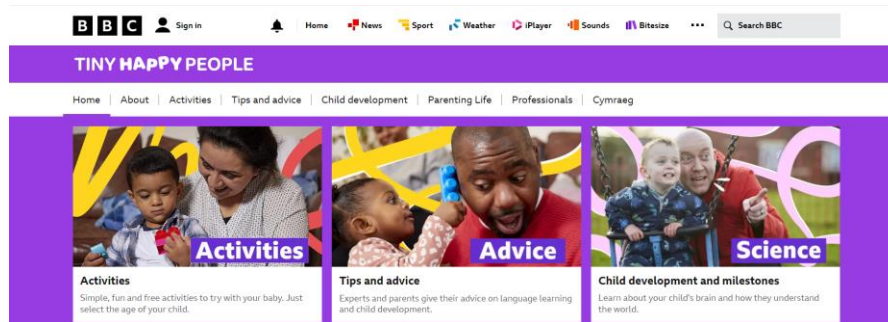 BBC Sign in Home News Sport Weather iPlayer Sounds Bitesize ••• Search BBC
TINY HAPPY PEOPLE
Home | About | Activities | Tips and advice | Child development | Parenting Life | Professionals | Cymraeg
Activities
Advice
Science
Activities
Simple, fun and free activities to try with your baby. Just
select the age of your child.
Tips and advice
Experts and parents give their advice on language learning
and child development.
Child development and milestones
Learn about your child's brain and how they understand
the world.